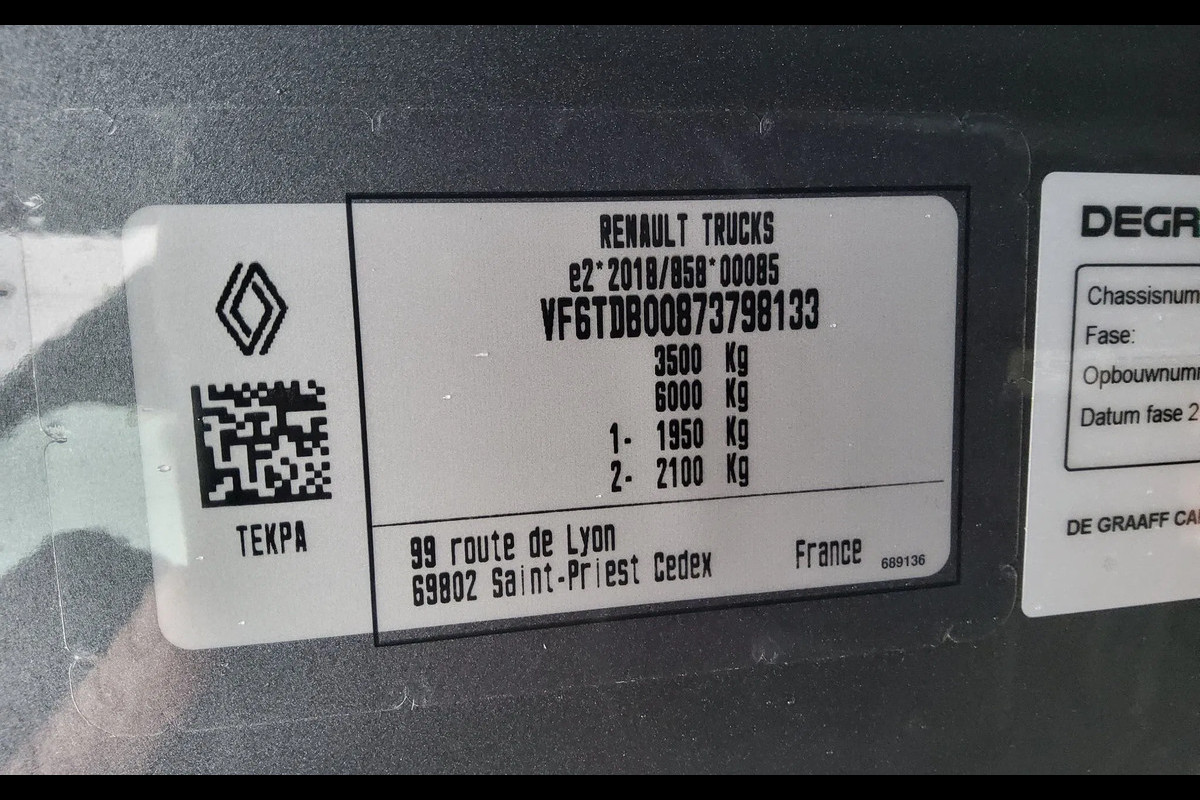 RENAULT TRUCKS
e2*2018/858*00085
VF6TDB00873798133
3500 Kg
6000 Kg
1- 1950 Kg
2- 2100 Kg
TEKPA
99 route de Lyon
69802 Saint-Priest Cedex
France
689136
DEGR
Chassisnum
Fase:
Opbouwnum
Datum fase 2
DE GRAAFF CA